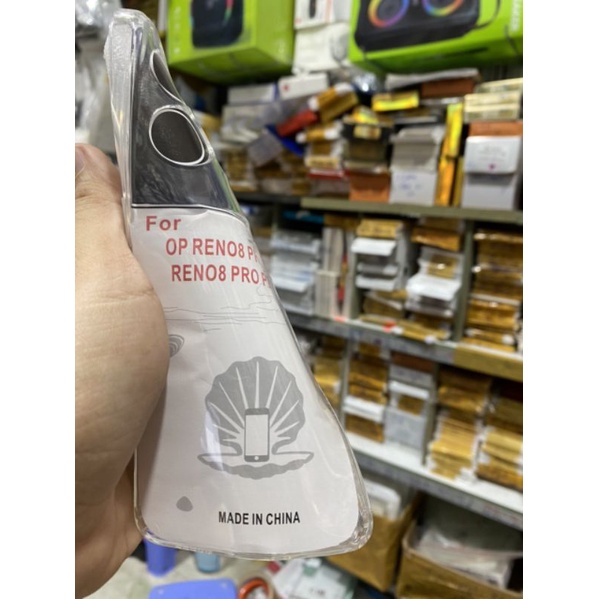 For
OP RENO8
RENO8 PRO
MADE IN CHINA